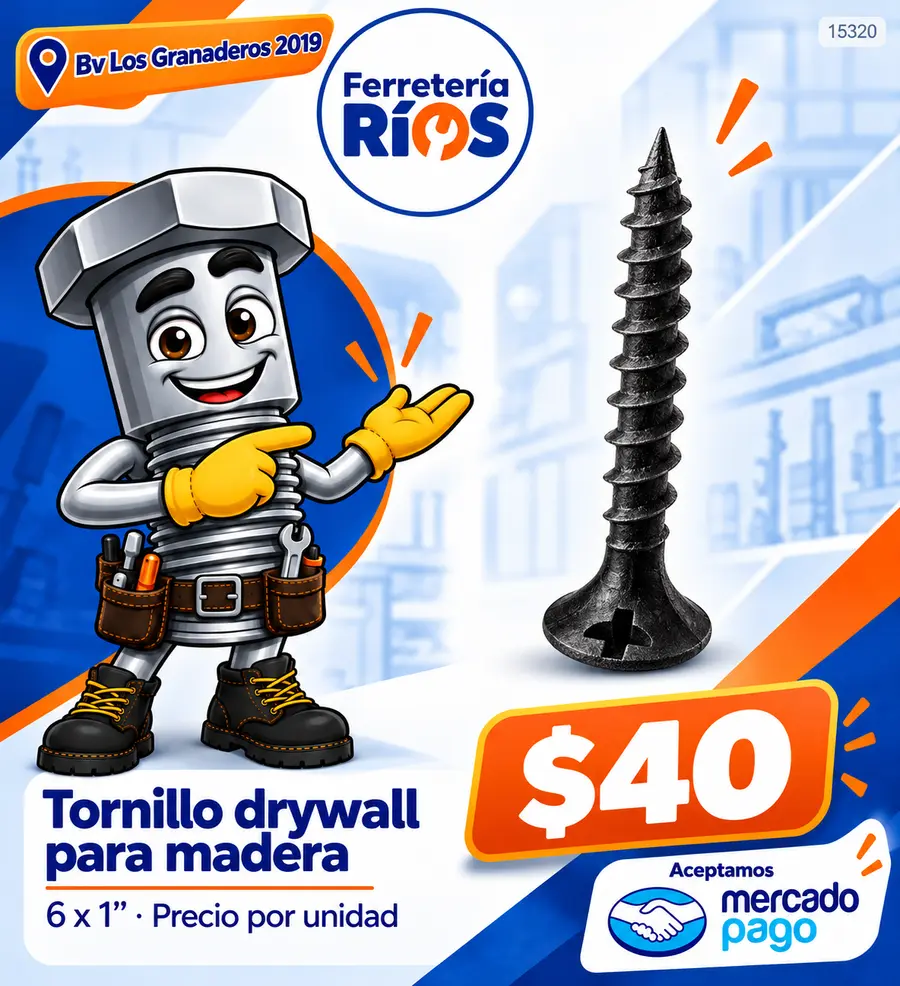 Bv Los Granaderos 2019
Ferretería
RÍOS
15320
$40
Tornillo drywall
para madera
6 x 1” · Precio por unidad
Aceptamos
mercado
pago